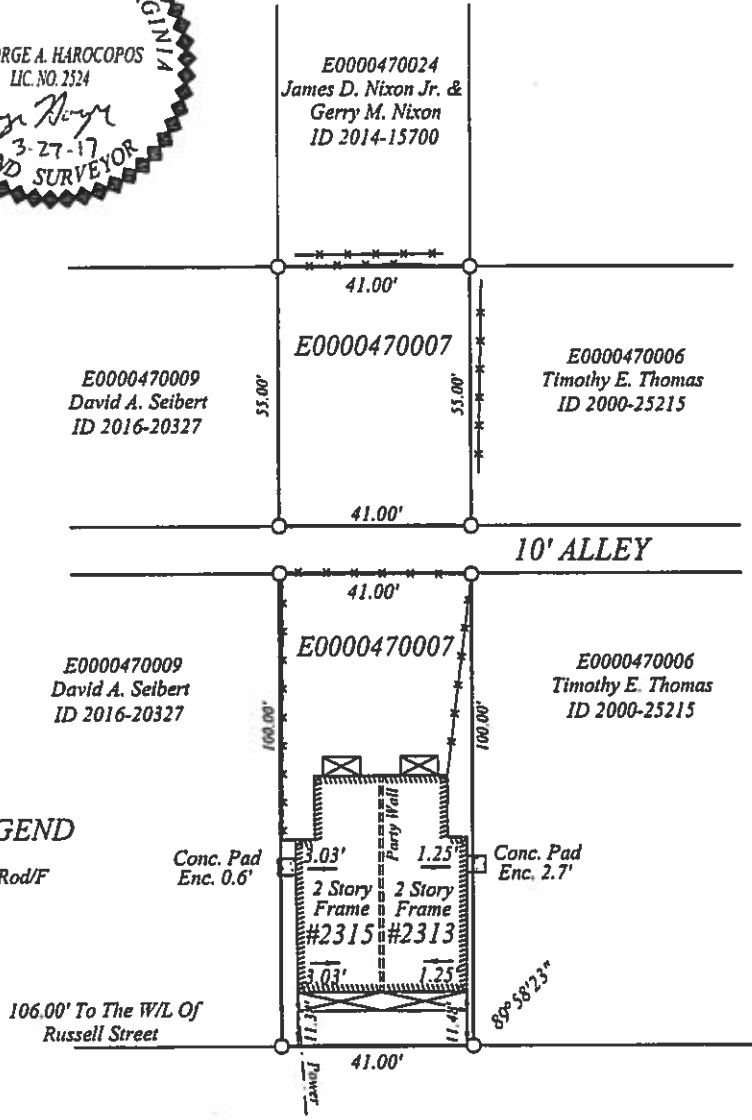 GINIA
RGE A. HAROCOPOS
LIC. NO. 2524
3-27-17
SURVEYOR
E0000470024
James D. Nixon Jr. &
Gerry M. Nixon
ID 2014-15700
41.00'
E0000470007
E0000470009
David A. Seibert
ID 2016-20327
55.00'
55.00'
E0000470006
Timothy E. Thomas
ID 2000-25215
41.00'
10' ALLEY
41.00'
E0000470007
E0000470009
David A. Seibert
ID 2016-20327
100.00'
100.00'
E0000470006
Timothy E. Thomas
ID 2000-25215
GEND
Rod/F
Party Wall
Conc. Pad
Enc. 0.6'
3.03'
1.25'
Conc. Pad
Enc. 2.7'
2 Story
Frame
#2315
2 Story
Frame
#2313
3.03'
1.25'
11.48'
89°58'23"
106.00' To The W/L Of
Russell Street
41.00'
Power